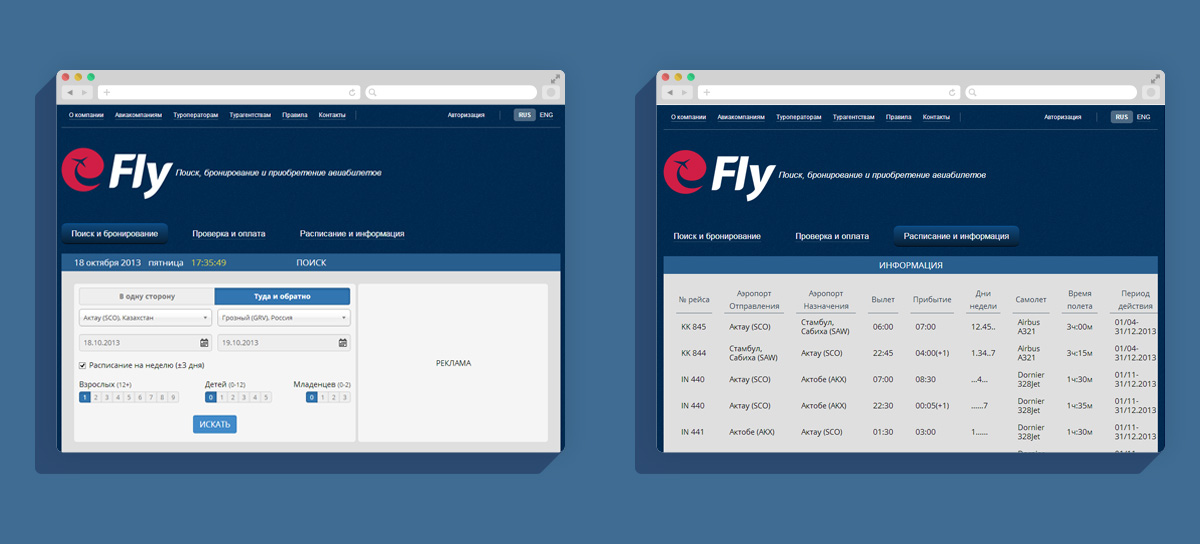 О компании Авиакомпаниям Туроператорам Турагентствам Правила Контакты Авторизация RUS ENG
Fly Поиск, бронирование и приобретение авиабилетов
Поиск и бронирование Проверка и оплата Расписание и информация
18 октября 2013 пятница 17:35:49 ПОИСК
В одну сторону Туда и обратно
Актау (SCO), Казахстан Грозный (GRV), Россия
18.10.2013 19.10.2013
Расписание на неделю (±3 дня)
Взрослых (12+) Детей (0-12) Младенцев (0-2)
1 2 3 4 5 6 7 8 9 0 1 2 3 4 5 0 1 2 3
ИСКАТЬ
РЕКЛАМА
О компании Авиакомпаниям Туроператорам Турагентствам Правила Контакты Авторизация RUS ENG
Fly Поиск, бронирование и приобретение авиабилетов
Поиск и бронирование Проверка и оплата Расписание и информация
ИНФОРМАЦИЯ
№ рейса Аэропорт Отправления Аэропорт Назначения Вылет Прибытие Дни недели Самолет Время полета Период действия
KK 845 Актау (SCO) Стамбул, Сабиха (SAW) 06:00 07:00 12.45.. Airbus A321 3ч:00м 01/04-31/12.2013
KK 844 Стамбул, Сабиха (SAW) Актау (SCO) 22:45 04:00(+1) 1.34..7 Airbus A321 3ч:15м 01/04-31/12.2013
IN 440 Актау (SCO) Актобе (AKX) 07:00 08:30 ...4... Dornier 328Jet 1ч:30м 01/11-31/12.2013
IN 440 Актау (SCO) Актобе (AKX) 22:30 00:05(+1) ......7 Dornier 328Jet 1ч:35м 01/11-31/12.2013
IN 441 Актобе (AKX) Актау (SCO) 01:30 03:00 1...... Dornier 328Jet 1ч:30м 01/11-31/12.2013